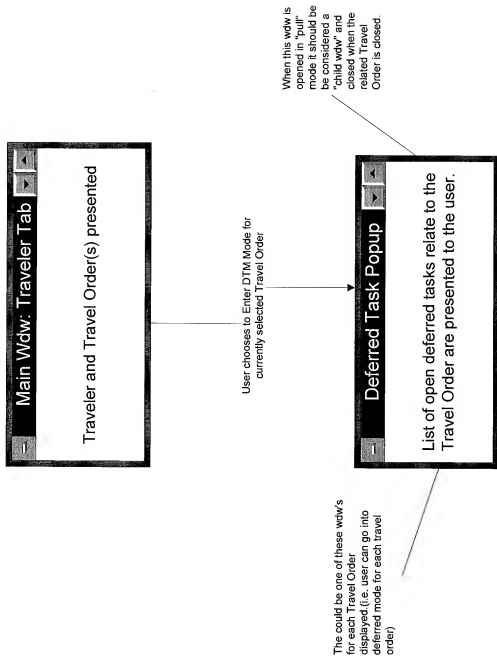 Main Wdw: Traveler Tab
Traveler and Travel Order(s) presented
User chooses to Enter DTM Mode for
currently selected Travel Order
Deferred Task Popup
List of open deferred tasks relate to the
Travel Order are presented to the user.
When this wdw is
opened in "pull"
mode it should be
be considered a
"child wdw" and
closed when the
related Travel
Order is closed.
The could be one of these wdw's
for each Travel Order
displayed.(i.e. user can go into
deferred mode for each travel
order)